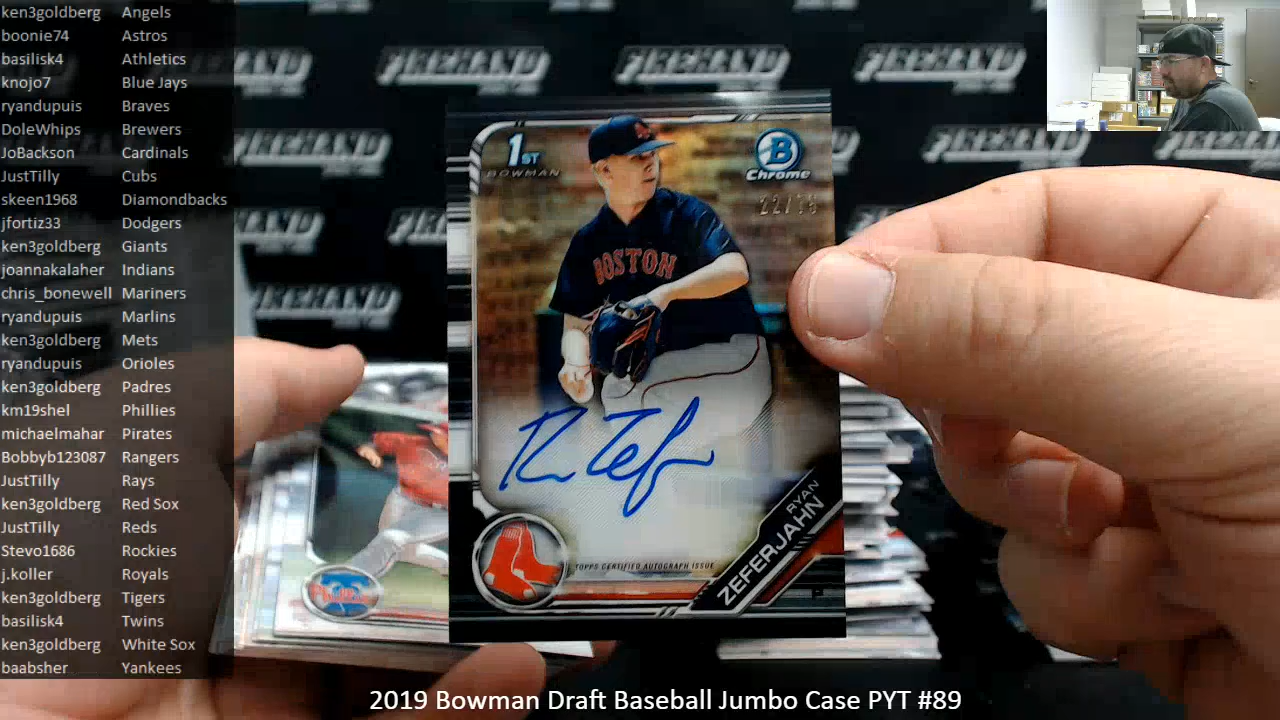 ken3goldberg Angels
boonie74 Astros
basilisk4 Athletics
knojo7 Blue Jays
ryandupuis Braves
DoleWhips Brewers
JoBackson Cardinals
JustTilly Cubs
skeen1968 Diamondbacks
jfortiz33 Dodgers
ken3goldberg Giants
joannakalaher Indians
chris_bonewell Mariners
ryandupuis Marlins
ken3goldberg Mets
ryandupuis Orioles
ken3goldberg Padres
km19shel Phillies
michaelmahar Pirates
Bobbyb123087 Rangers
JustTilly Rays
ken3goldberg Red Sox
JustTilly Reds
Stevo1686 Rockies
j.koller Royals
ken3goldberg Tigers
basilisk4 Twins
ken3goldberg White Sox
baabsher Yankees
FIREHAND
1ST
BOWMAN
B
Chrome
BOSTON
TOPPS CERTIFIED AUTOGRAPH ISSUE
RYAN
ZEFERJAHN
Phillies
2019 Bowman Draft Baseball Jumbo Case PYT #89